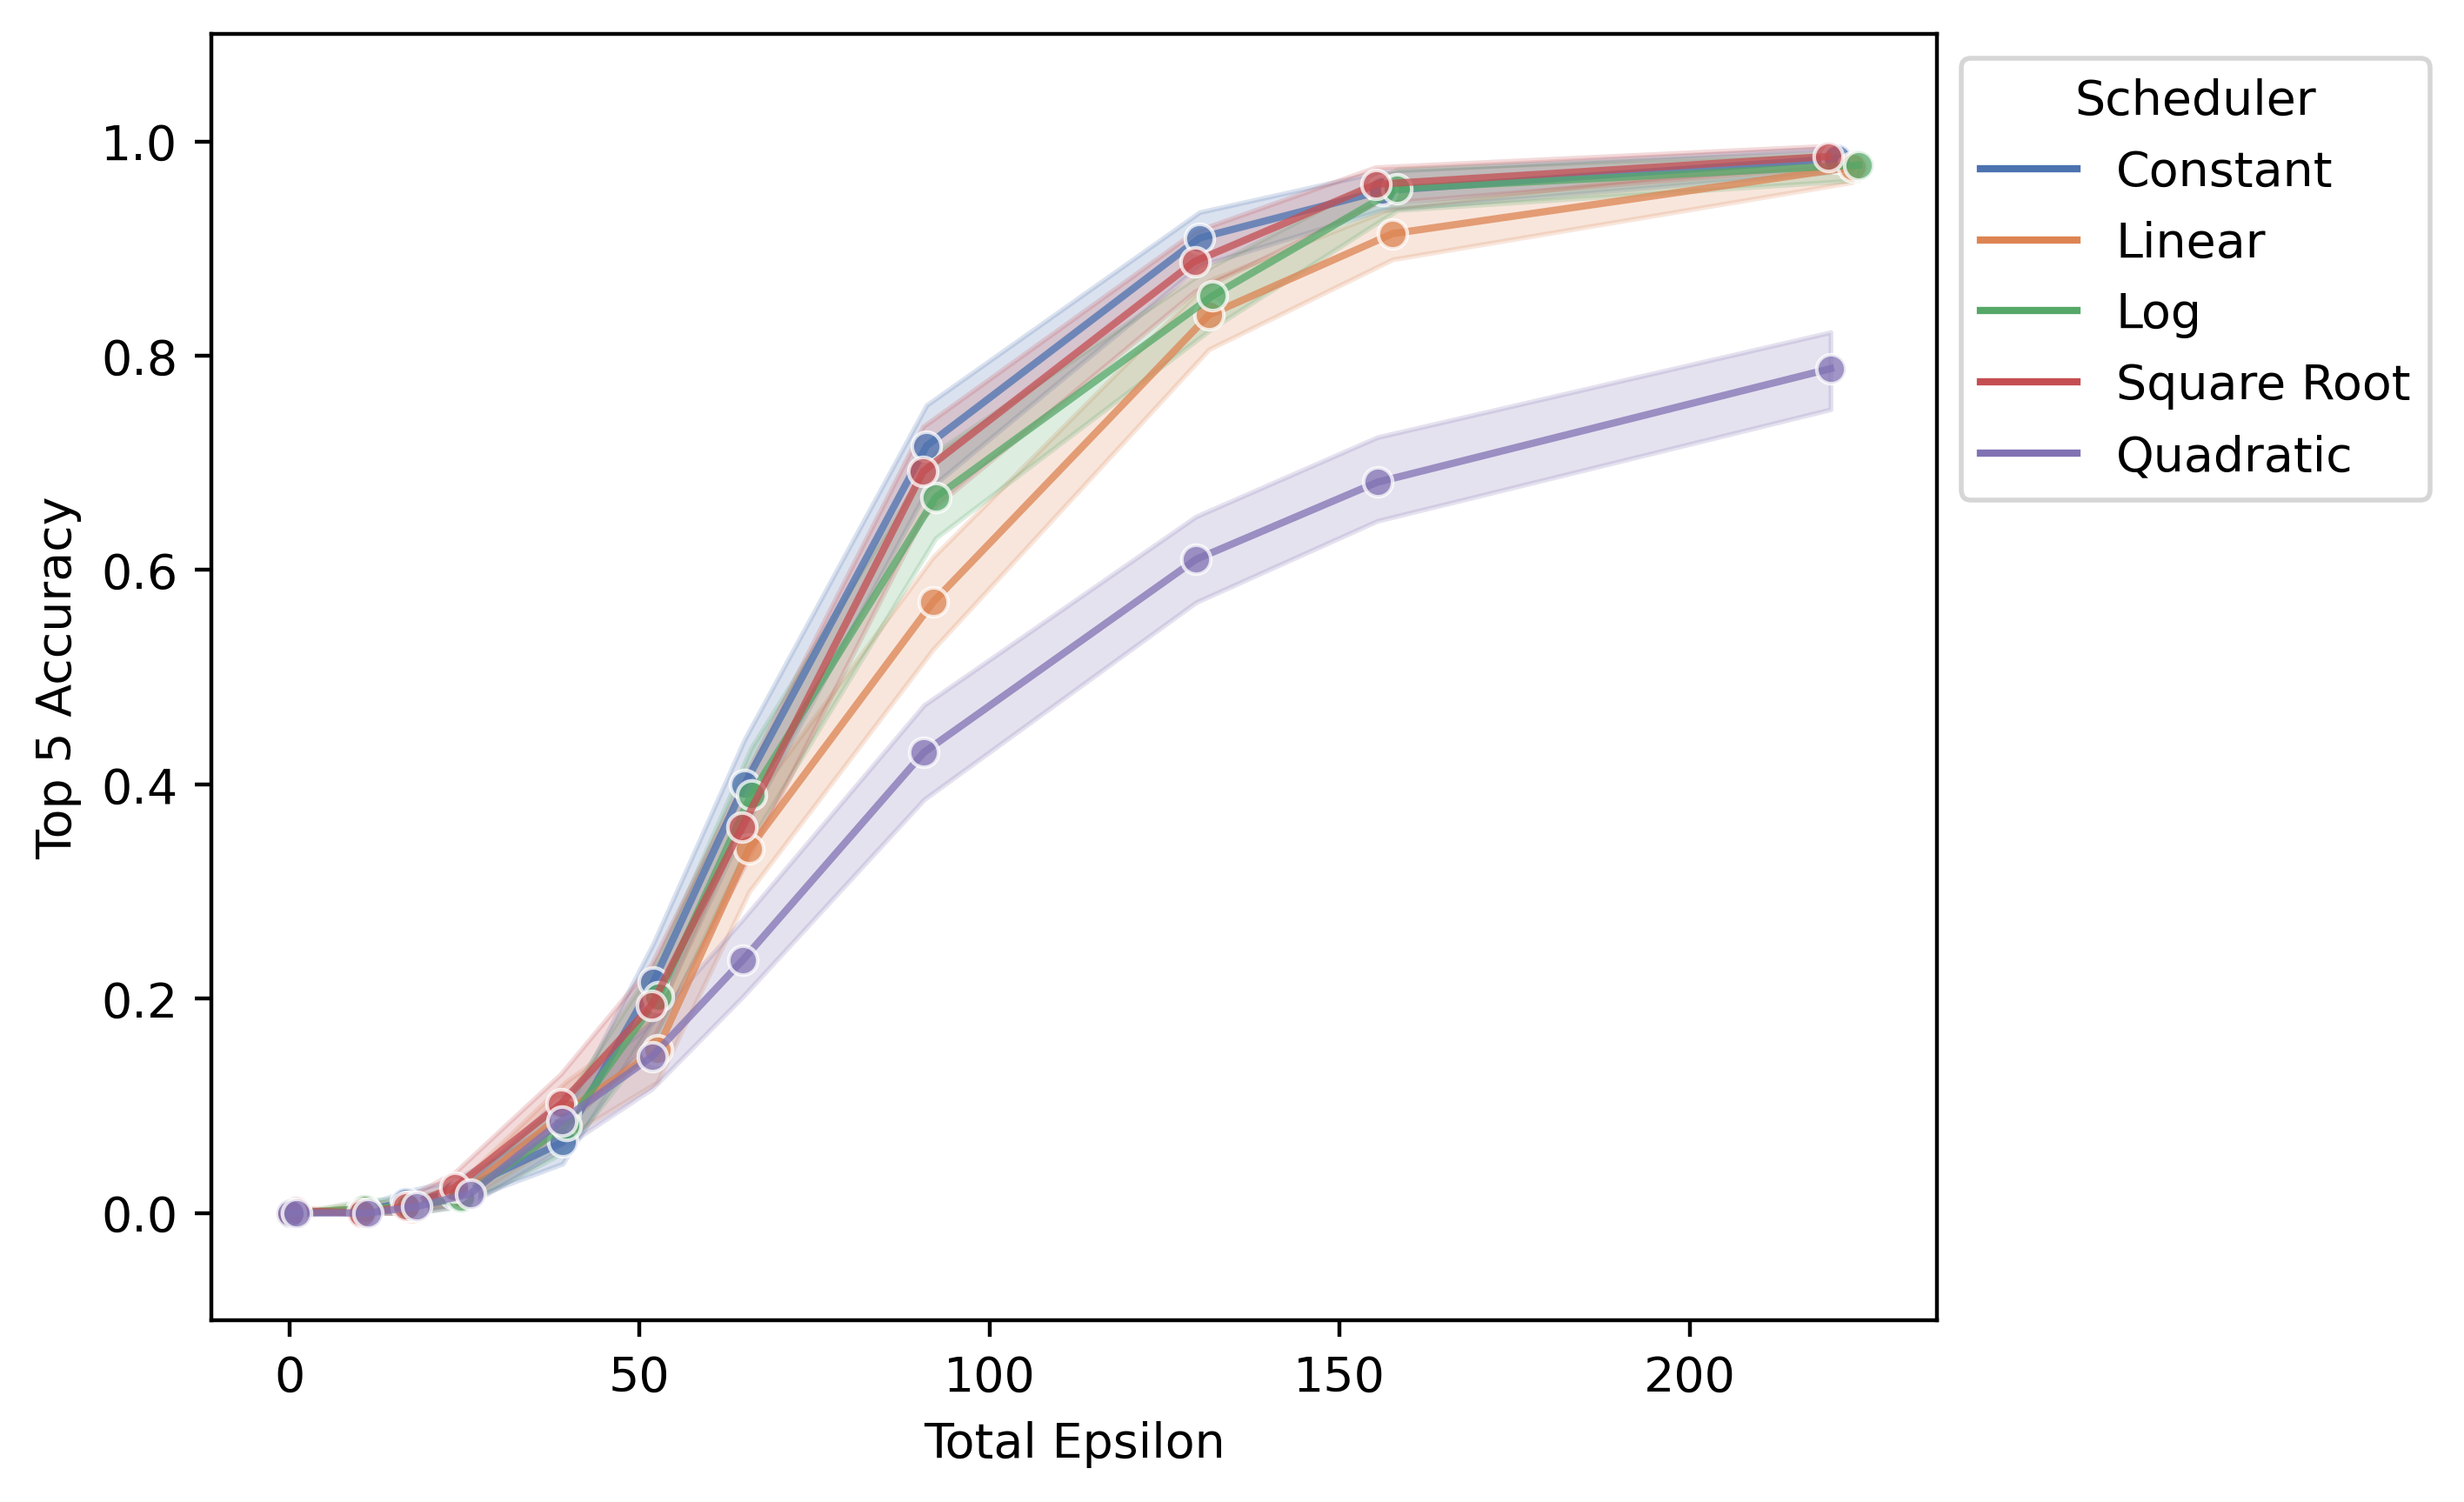 Scheduler
Constant
Linear
Log
Square Root
Quadratic
Top 5 Accuracy
1.0
0.8
0.6
0.4
0.2
0.0
0 50 100 150 200
Total Epsilon